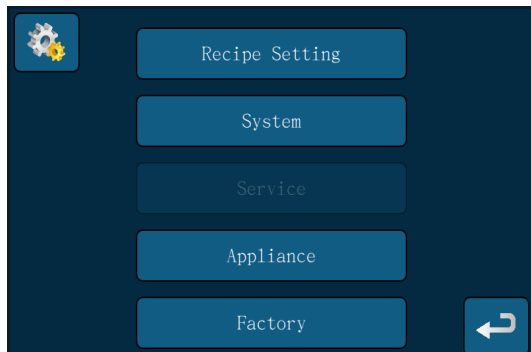 Recipe Setting
System
Service
Appliance
Factory